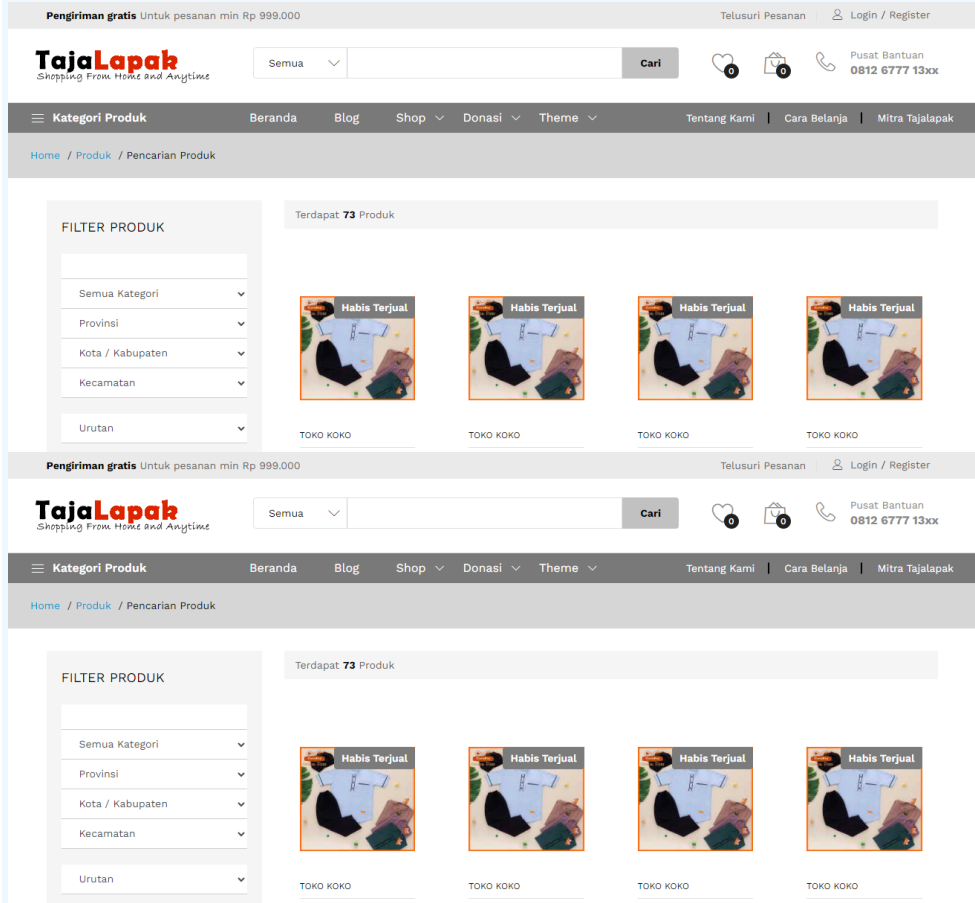 Pengiriman gratis Untuk pesanan min Rp 999.000 Telusuri Pesanan Login / Register
TajaLapak
Shopping From Home and Anytime
Semua Cari 0 0 Pusat Bantuan
0812 6777 13xx
Kategori Produk Beranda Blog Shop Donasi Theme Tentang Kami Cara Belanja Mitra Tajalapak
Home / Produk / Pencarian Produk
FILTER PRODUK
Semua Kategori
Provinsi
Kota / Kabupaten
Kecamatan
Urutan
Terdapat 73 Produk
Habis Terjual Habis Terjual Habis Terjual Habis Terjual
TOKO KOKO TOKO KOKO TOKO KOKO TOKO KOKO
Pengiriman gratis Untuk pesanan min Rp 999.000 Telusuri Pesanan Login / Register
TajaLapak
Shopping From Home and Anytime
Semua Cari 0 0 Pusat Bantuan
0812 6777 13xx
Kategori Produk Beranda Blog Shop Donasi Theme Tentang Kami Cara Belanja Mitra Tajalapak
Home / Produk / Pencarian Produk
FILTER PRODUK
Semua Kategori
Provinsi
Kota / Kabupaten
Kecamatan
Urutan
Terdapat 73 Produk
Habis Terjual Habis Terjual Habis Terjual Habis Terjual
TOKO KOKO TOKO KOKO TOKO KOKO TOKO KOKO